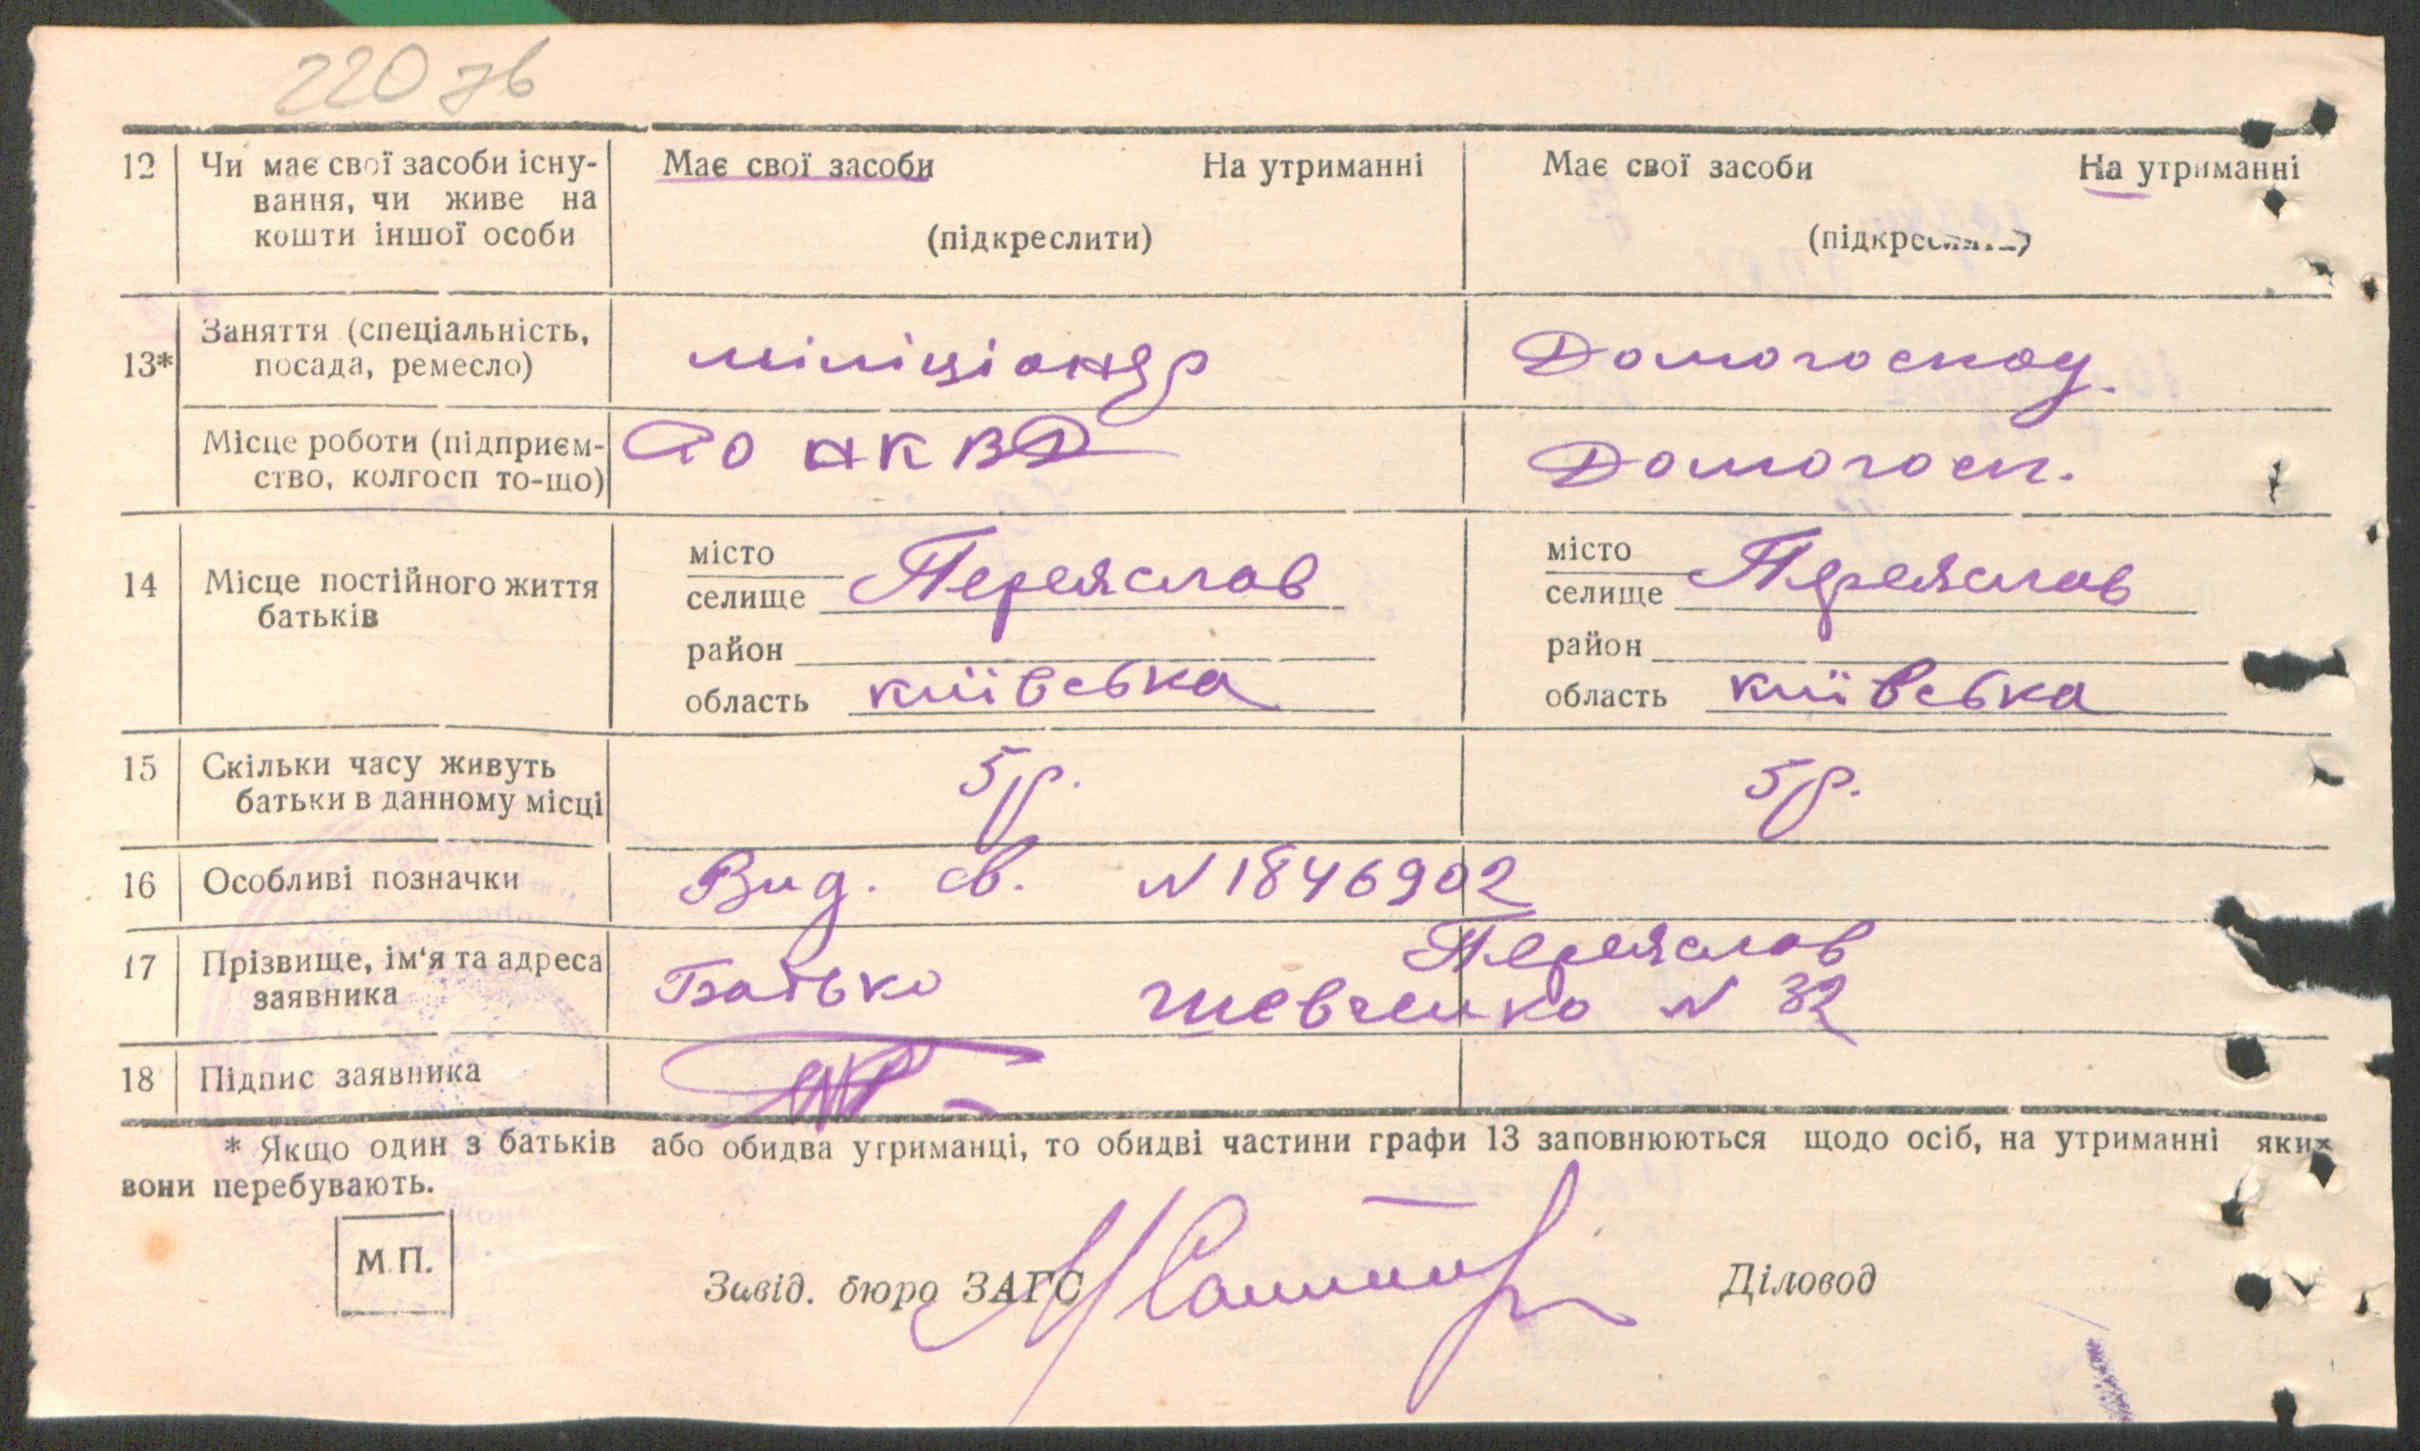 220 зв
12 Чи має свої засоби існу- Має свої засоби На утриманні Має свої засоби На утриманні
вання, чи живе на
кошти іншої особи (підкреслити) (підкреслити)
13* Заняття (спеціальність,
посада, ремесло) міліціонер Домогоспод.
Місце роботи (підприєм- РО НКВД Домогосп.
ство, колгосп то-що)
14 Місце постійного життя
батьків
місто
селище Переяслав
район
область київська
місто
селище Переяслав
район
область київська
15 Скільки часу живуть
батьки в данному місці 5 р. 5 р.
16 Особливі позначки Вид. св. N 1846902
17 Прізвище, ім'я та адреса Переяслав
заявника Батько Шевченко N 32
18 Підпис заявника
* Якщо один з батьків або обидва утриманці, то обидві частини графи 13 заповнюються щодо осіб, на утриманні яких
вони перебувають.
М.П.
Завід. бюро ЗАГС Діловод